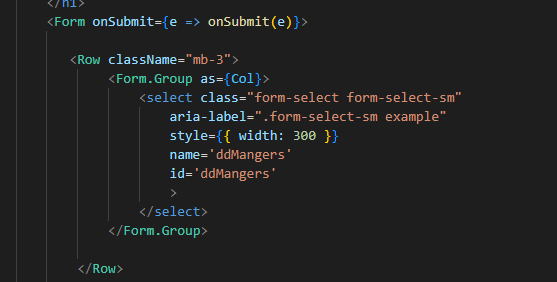 </h1>
<Form onSubmit={e => onSubmit(e)}>
<Row className="mb-3">
<Form.Group as={Col}>
<select class="form-select form-select-sm"
aria-label=".form-select-sm example"
style={{ width: 300 }}
name='ddMangers'
id='ddMangers'
>
</select>
</Form.Group>
</Row>